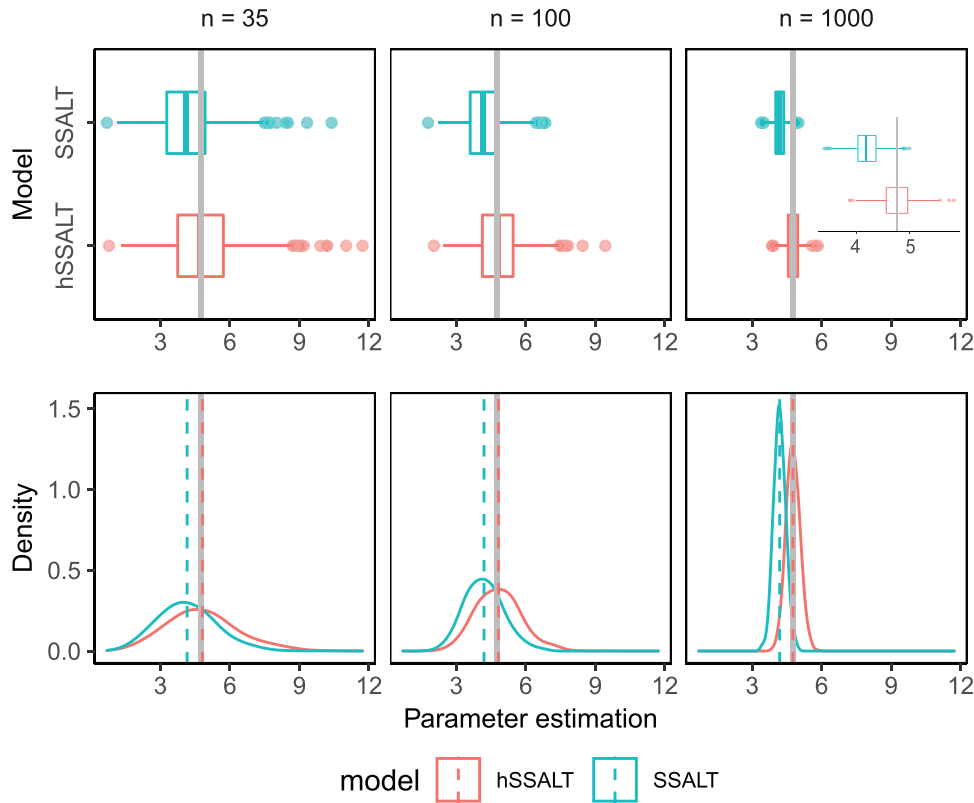 n = 35 n = 100 n = 1000
Model
SSALT
hSSALT
4 5
3 6 9 12 3 6 9 12 3 6 9 12
Density
1.5
1.0
0.5
0.0
3 6 9 12 3 6 9 12 3 6 9 12
Parameter estimation
model hSSALT SSALT